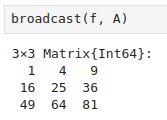 broadcast(f, A)
3×3 Matrix{Int64}:
1 4 9
16 25 36
49 64 81